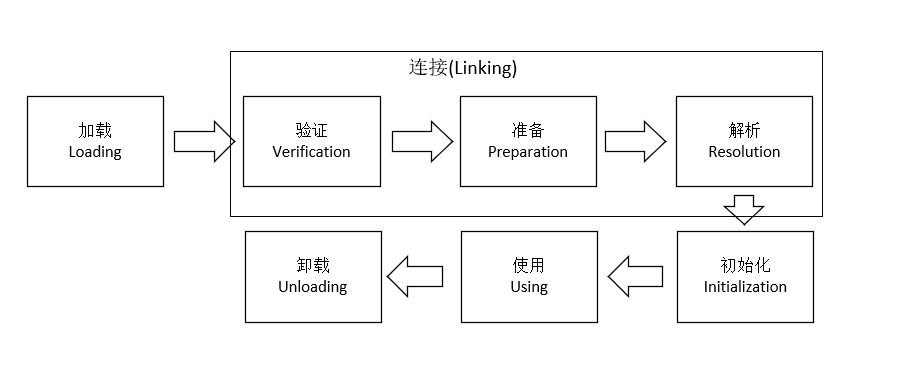 连接(Linking)
加载
Loading
验证
Verification
准备
Preparation
解析
Resolution
初始化
Initialization
使用
Using
卸载
Unloading